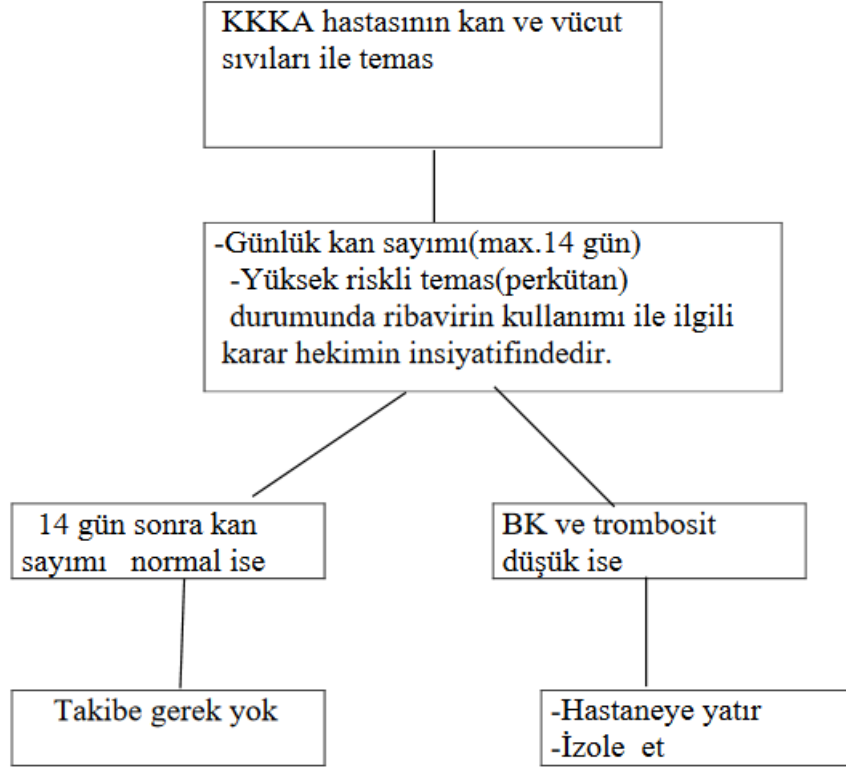 KKKA hastasının kan ve vücut
sıvıları ile temas
-Günlük kan sayımı(max.14 gün)
-Yüksek riskli temas(perkütan)
durumunda ribavirin kullanımı ile ilgili
karar hekimin insiyatifindedir.
14 gün sonra kan
sayımı normal ise
BK ve trombosit
düşük ise
Takibe gerek yok
-Hastaneye yatır
-İzole et